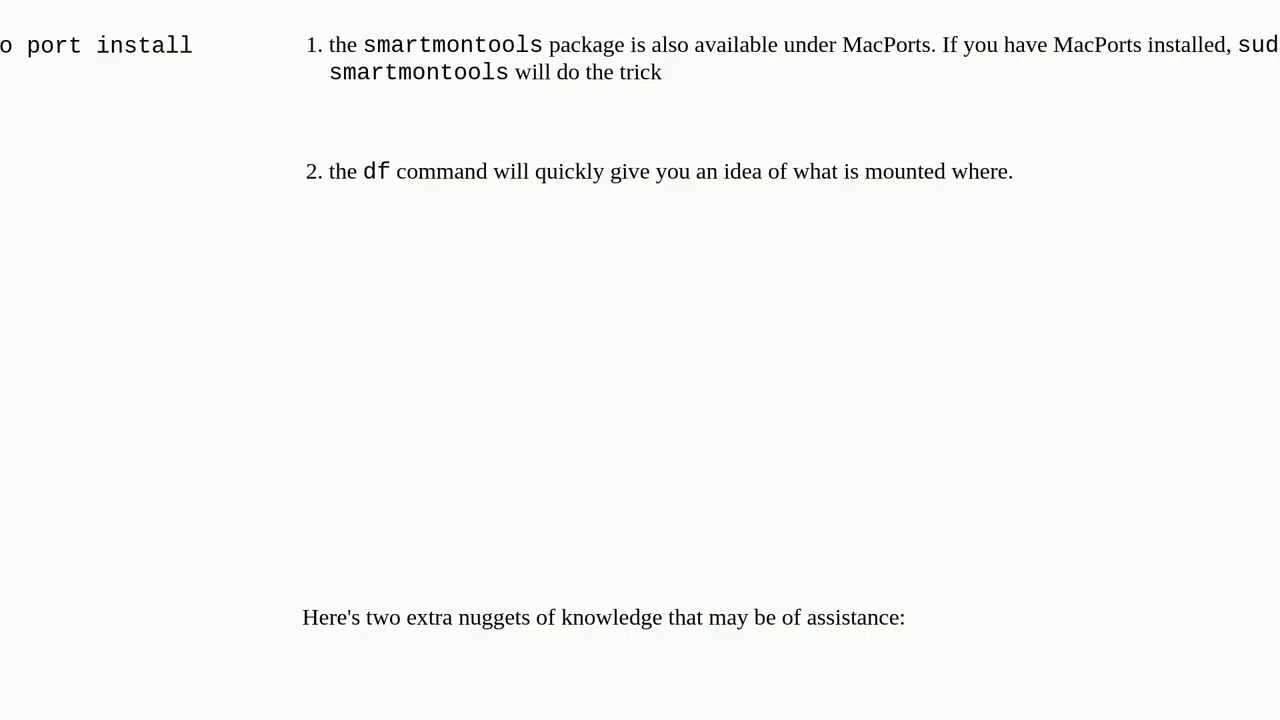 o port install
1. the smartmontools package is also available under MacPorts. If you have MacPorts installed, sud
smartmontools will do the trick
2. the df command will quickly give you an idea of what is mounted where.
Here's two extra nuggets of knowledge that may be of assistance: